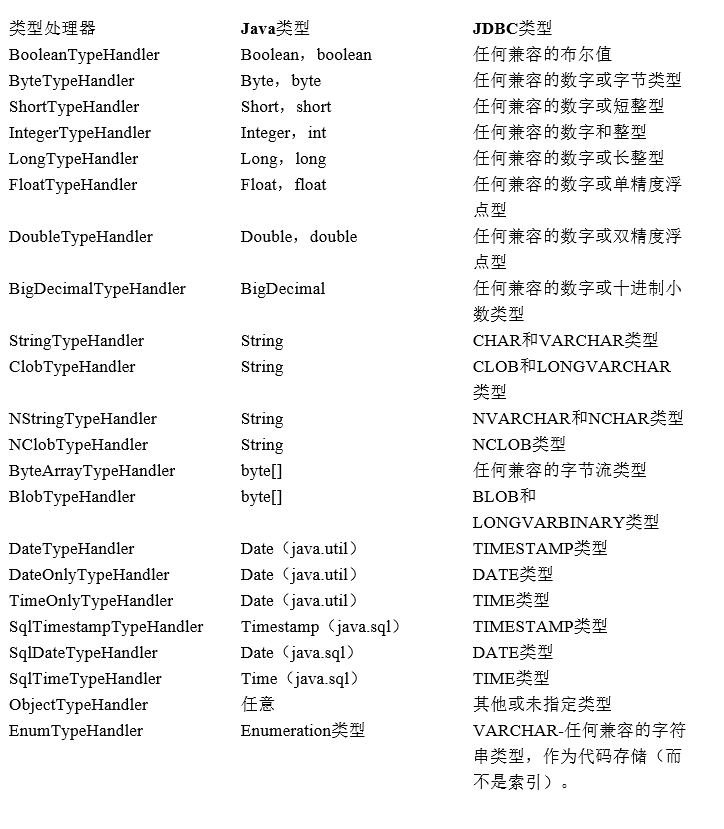 类型处理器 Java类型 JDBC类型
BooleanTypeHandler Boolean，boolean 任何兼容的布尔值
ByteTypeHandler Byte，byte 任何兼容的数字或字节类型
ShortTypeHandler Short，short 任何兼容的数字或短整型
IntegerTypeHandler Integer，int 任何兼容的数字和整型
LongTypeHandler Long，long 任何兼容的数字或长整型
FloatTypeHandler Float，float 任何兼容的数字或单精度浮
点型
DoubleTypeHandler Double，double 任何兼容的数字或双精度浮
点型
BigDecimalTypeHandler BigDecimal 任何兼容的数字或十进制小
数类型
StringTypeHandler String CHAR和VARCHAR类型
ClobTypeHandler String CLOB和LONGVARCHAR
类型
NStringTypeHandler String NVARCHAR和NCHAR类型
NClobTypeHandler String NCLOB类型
ByteArrayTypeHandler byte[] 任何兼容的字节流类型
BlobTypeHandler byte[] BLOB和
LONGVARBINARY类型
DateTypeHandler Date（java.util） TIMESTAMP类型
DateOnlyTypeHandler Date（java.util） DATE类型
TimeOnlyTypeHandler Date（java.util） TIME类型
SqlTimestampTypeHandler Timestamp（java.sql） TIMESTAMP类型
SqlDateTypeHandler Date（java.sql） DATE类型
SqlTimeTypeHandler Time（java.sql） TIME类型
ObjectTypeHandler 任意 其他或未指定类型
EnumTypeHandler Enumeration类型 VARCHAR-任何兼容的字符
串类型，作为代码存储（而
不是索引）。